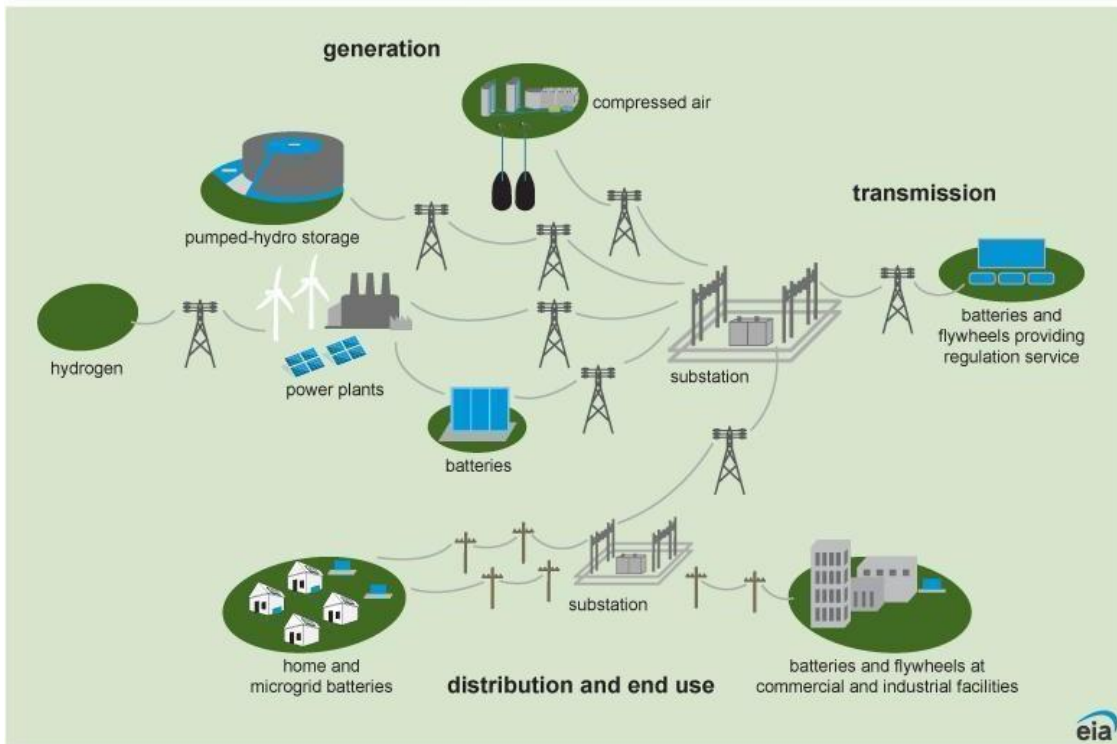 generation
compressed air
transmission
pumped-hydro storage
batteries and
flywheels providing
regulation service
hydrogen
power plants
substation
batteries
substation
home and
microgrid batteries
batteries and flywheels at
commercial and industrial facilities
distribution and end use
eia